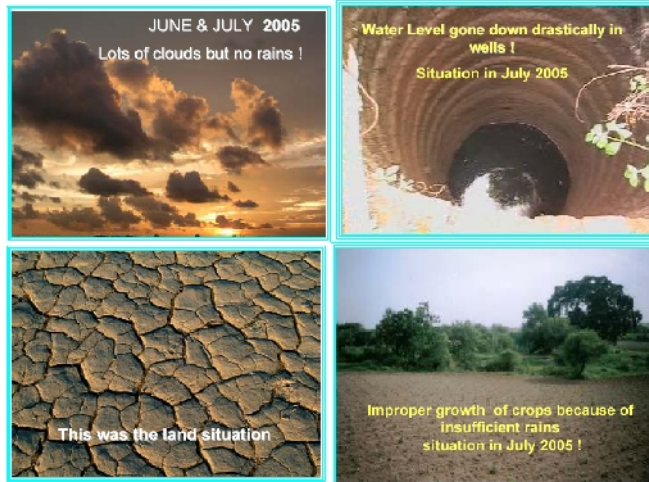 JUNE & JULY 2005
Lots of clouds but no rains !
Water Level gone down drastically in
wells !
Situation in July 2005
This was the land situation
Improper growth of crops because of
insufficient rains
situation in July 2005 !